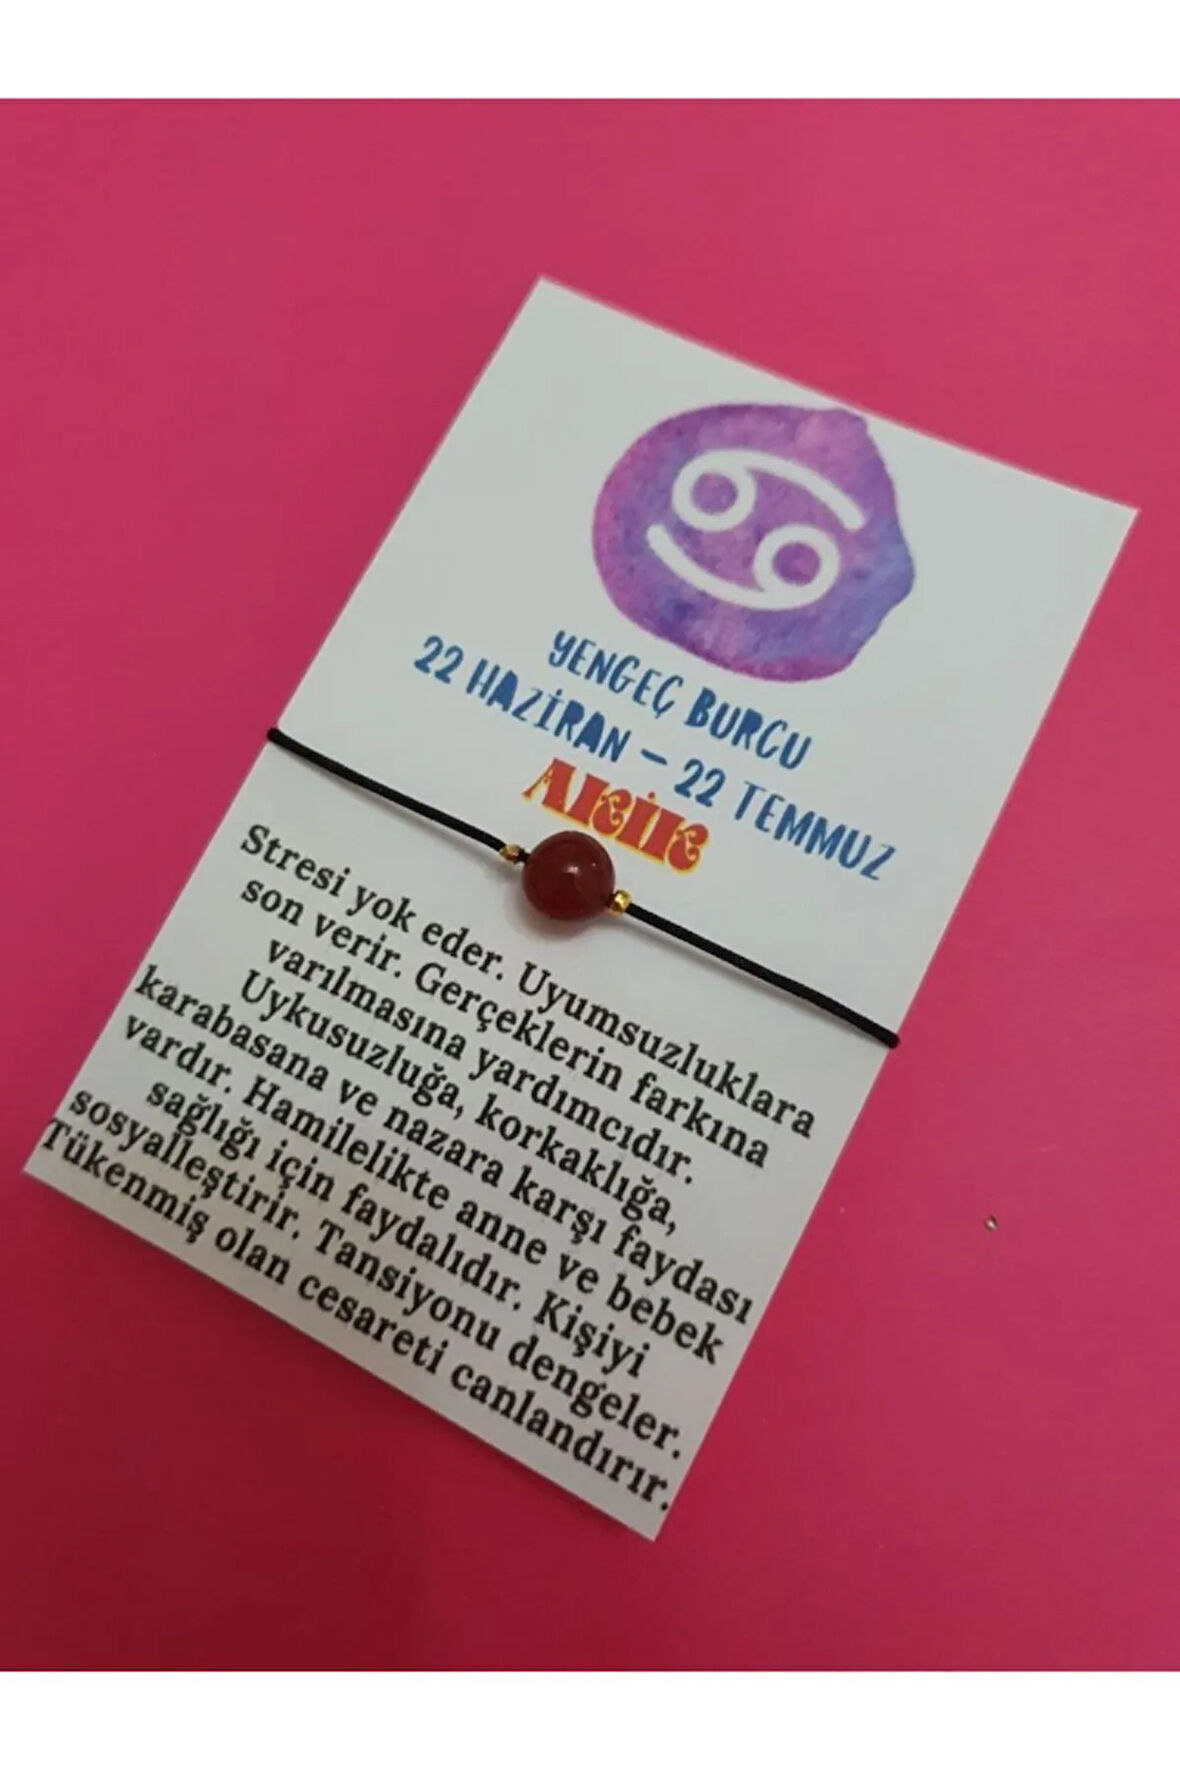 YENGEÇ BURCU
22 HAZİRAN – 22 TEMMUZ
AKİK
Stresi yok eder. Uyumsuzluklara
son verir. Gerçeklerin farkına
varılmasına yardımcıdır.
Uykusuzluğa, korkaklığa,
karabasana ve nazara karşı faydası
vardır. Hamilelikte anne ve bebek
sağlığı için faydalıdır. Kişiyi
sosyalleştirir. Tansiyonu dengeler.
Tükenmiş olan cesareti canlandırır.